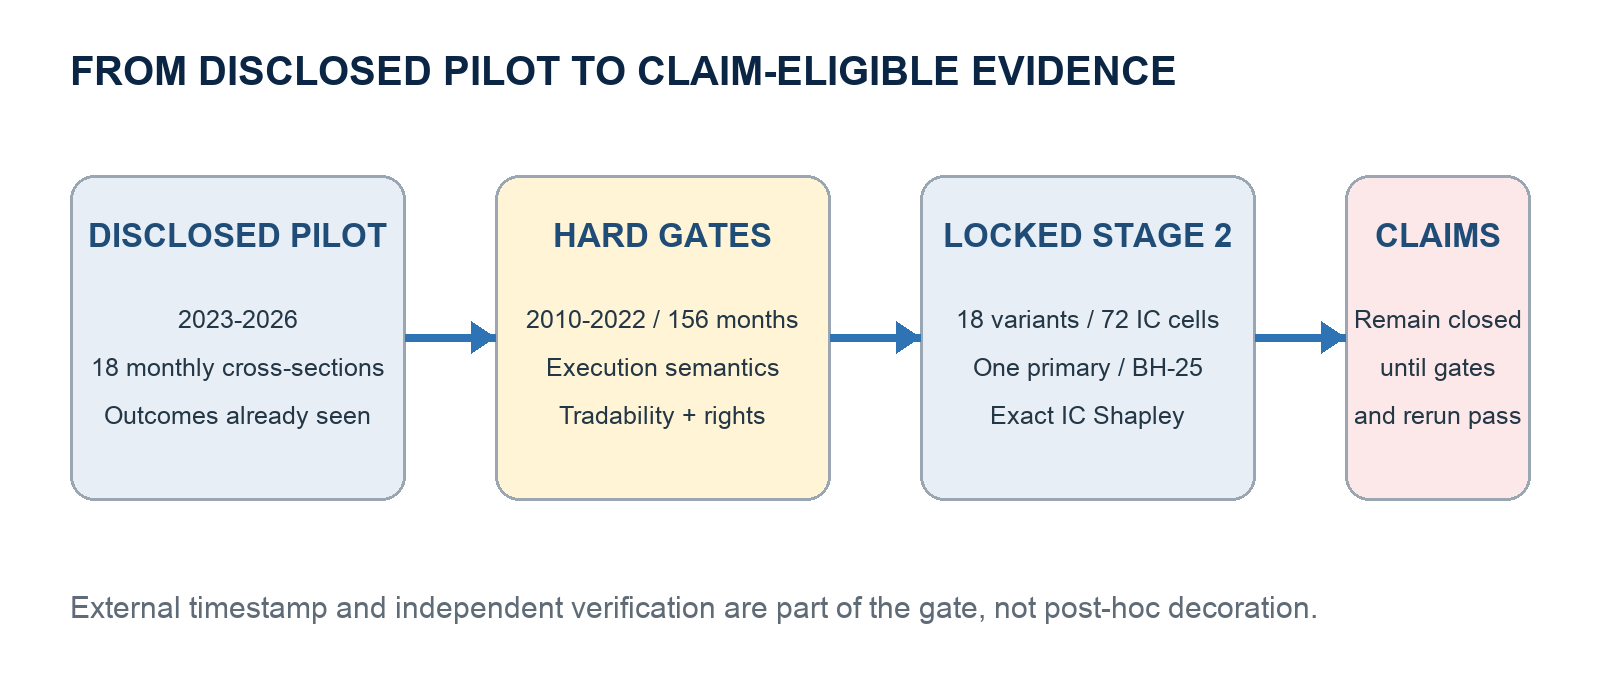 FROM DISCLOSED PILOT TO CLAIM-ELIGIBLE EVIDENCE
DISCLOSED PILOT
2023-2026
18 monthly cross-sections
Outcomes already seen
HARD GATES
2010-2022 / 156 months
Execution semantics
Tradability + rights
LOCKED STAGE 2
18 variants / 72 IC cells
One primary / BH-25
Exact IC Shapley
CLAIMS
Remain closed
until gates
and rerun pass
External timestamp and independent verification are part of the gate, not post-hoc decoration.